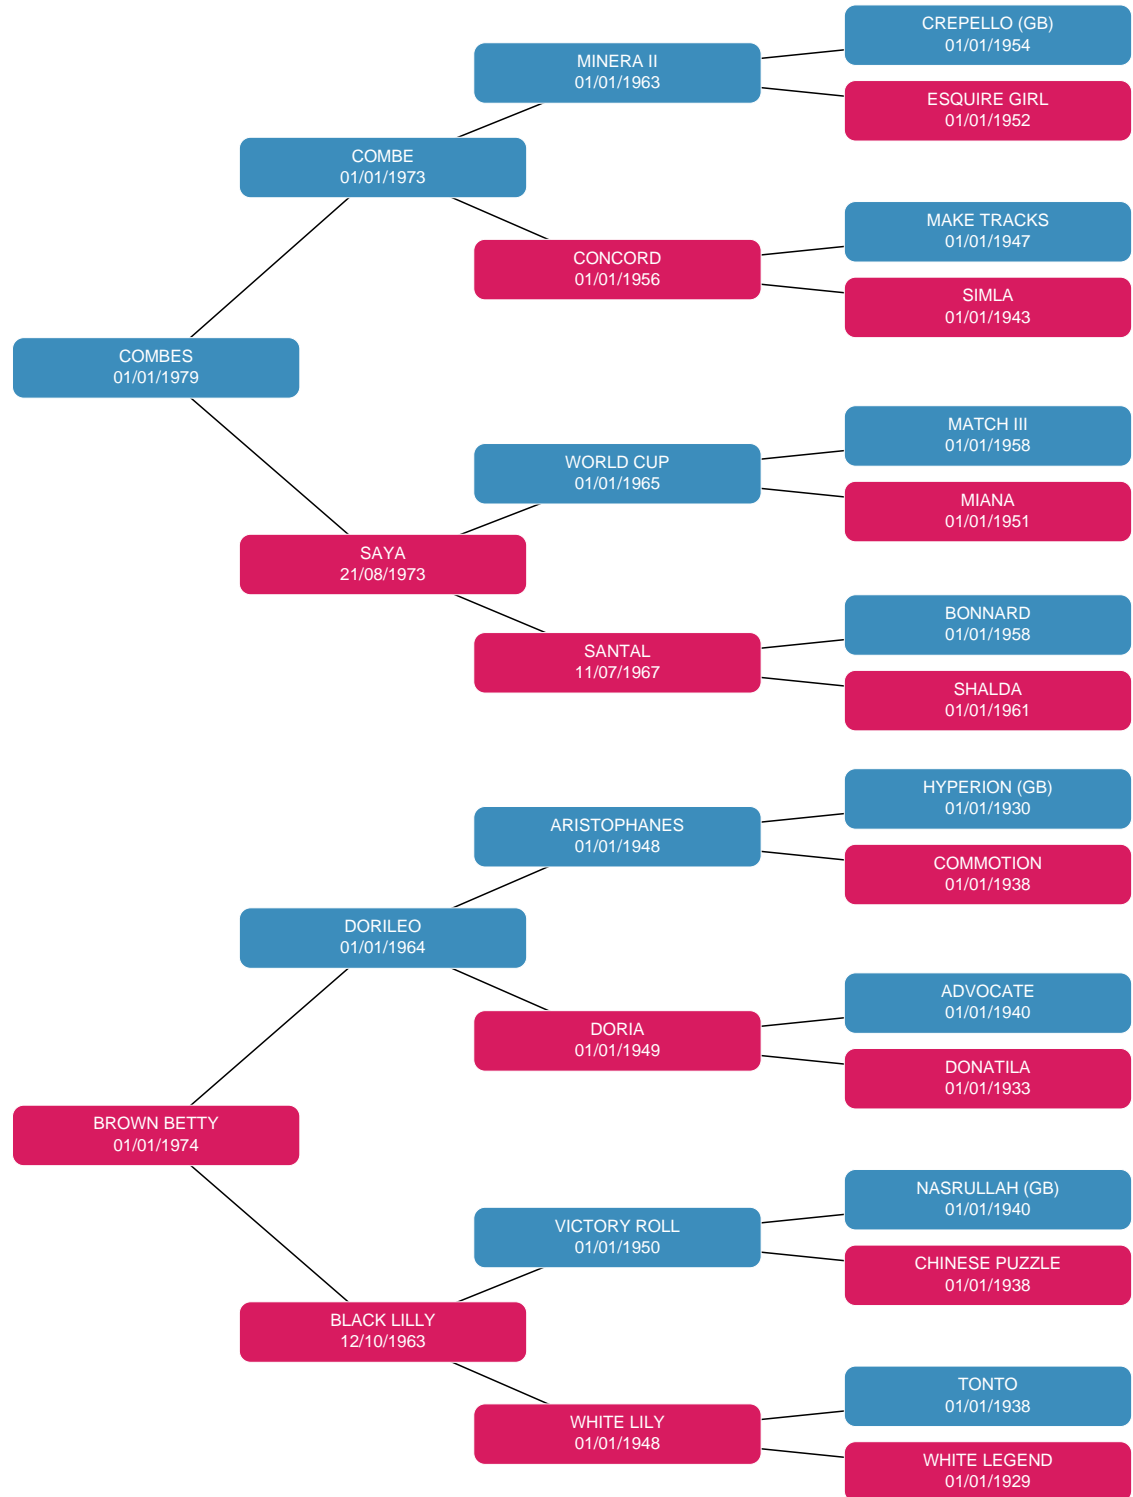 CREPELLO (GB)
01/01/1954
MINERA II
01/01/1963
ESQUIRE GIRL
01/01/1952
COMBE
01/01/1973
MAKE TRACKS
01/01/1947
CONCORD
01/01/1956
SIMLA
01/01/1943
COMBES
01/01/1979
MATCH III
01/01/1958
WORLD CUP
01/01/1965
MIANA
01/01/1951
SAYA
21/08/1973
BONNARD
01/01/1958
SANTAL
11/07/1967
SHALDA
01/01/1961
HYPERION (GB)
01/01/1930
ARISTOPHANES
01/01/1948
COMMOTION
01/01/1938
DORILEO
01/01/1964
ADVOCATE
01/01/1940
DORIA
01/01/1949
DONATILA
01/01/1933
BROWN BETTY
01/01/1974
NASRULLAH (GB)
01/01/1940
VICTORY ROLL
01/01/1950
CHINESE PUZZLE
01/01/1938
BLACK LILLY
12/10/1963
TONTO
01/01/1938
WHITE LILY
01/01/1948
WHITE LEGEND
01/01/1929